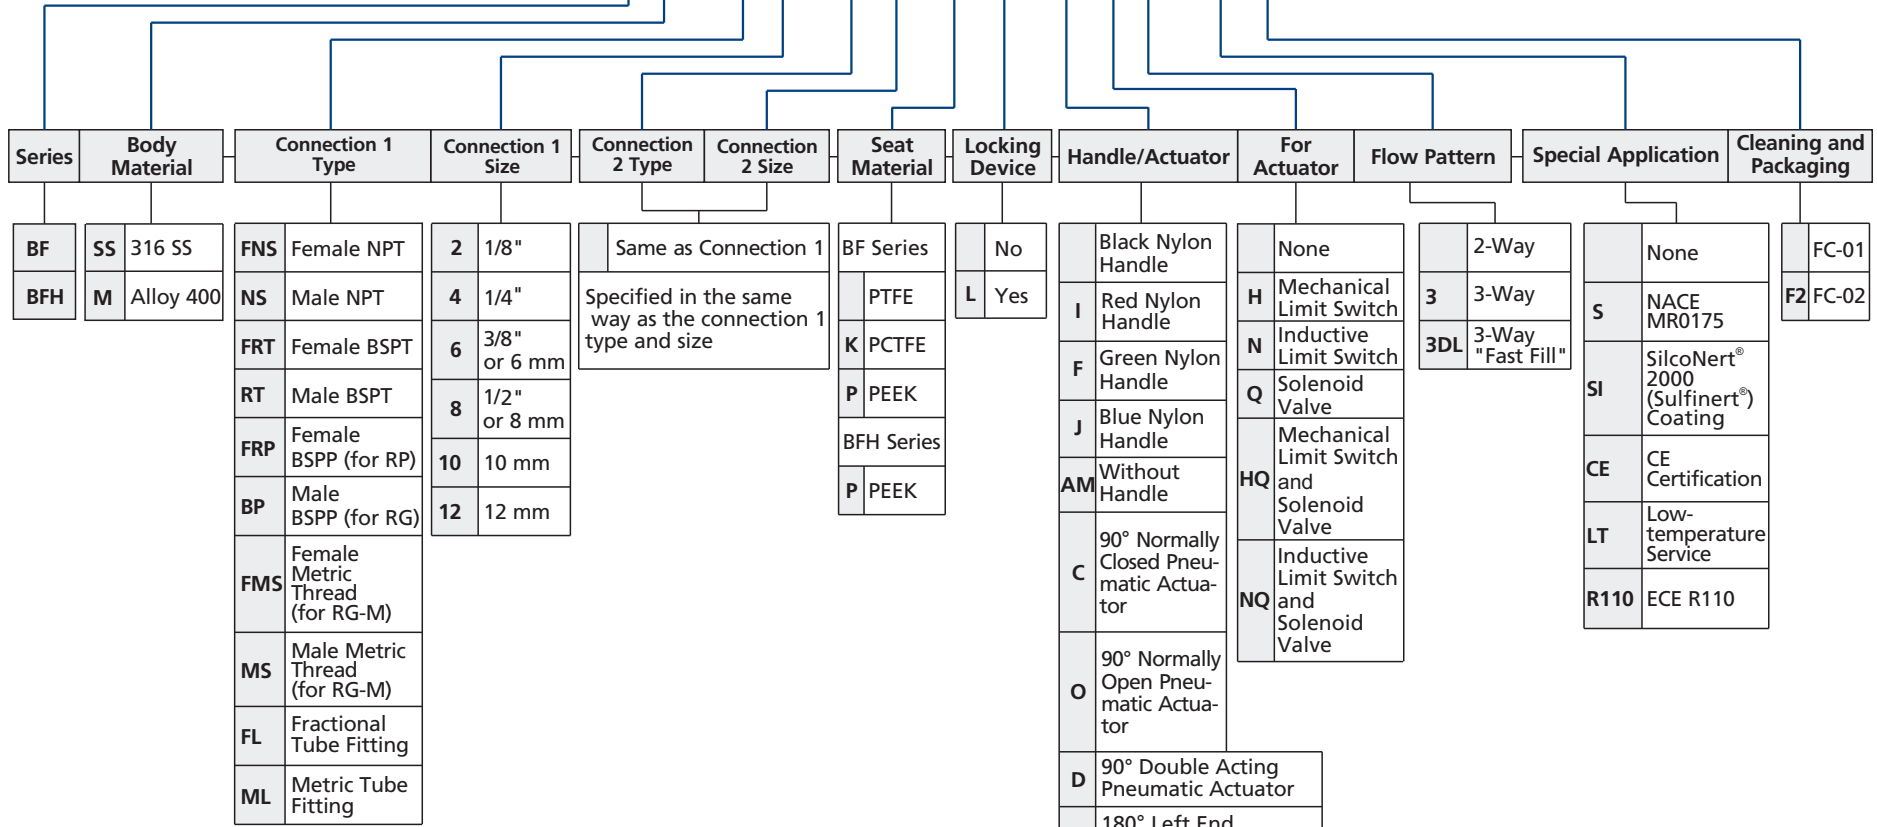 Series
Body
Material
Connection 1
Type
Connection 1
Size
Connection
2 Type
Connection
2 Size
Seat
Material
Locking
Device
Handle/Actuator
For
Actuator
Flow Pattern
Special Application
Cleaning and
Packaging
BF
BFH
SS 316 SS
M Alloy 400
FNS Female NPT
NS Male NPT
FRT Female BSPT
RT Male BSPT
FRP Female
BSPP (for RP)
BP Male
BSPP (for RG)
FMS Female
Metric
Thread
(for RG-M)
MS Male Metric
Thread
(for RG-M)
FL Fractional
Tube Fitting
ML Metric Tube
Fitting
2 1/8"
4 1/4"
6 3/8"
or 6 mm
8 1/2"
or 8 mm
10 10 mm
12 12 mm
Same as Connection 1
Specified in the same
way as the connection 1
type and size
BF Series
PTFE
K PCTFE
P PEEK
BFH Series
P PEEK
No
L Yes
Black Nylon
Handle
I Red Nylon
Handle
F Green Nylon
Handle
J Blue Nylon
Handle
AM Without
Handle
C 90° Normally
Closed Pneu-
matic Actua-
tor
O 90° Normally
Open Pneu-
matic Actua-
tor
D 90° Double Acting
Pneumatic Actuator
180° Left End
None
H Mechanical
Limit Switch
N Inductive
Limit Switch
Q Solenoid
Valve
HQ Mechanical
Limit Switch
and
Solenoid
Valve
NQ Inductive
Limit Switch
and
Solenoid
Valve
2-Way
3 3-Way
3DL 3-Way
"Fast Fill"
None
S NACE
MR0175
SI SilcoNert®
2000
(Sulfinert®)
Coating
CE CE
Certification
LT Low-
temperature
Service
R110 ECE R110
FC-01
F2 FC-02